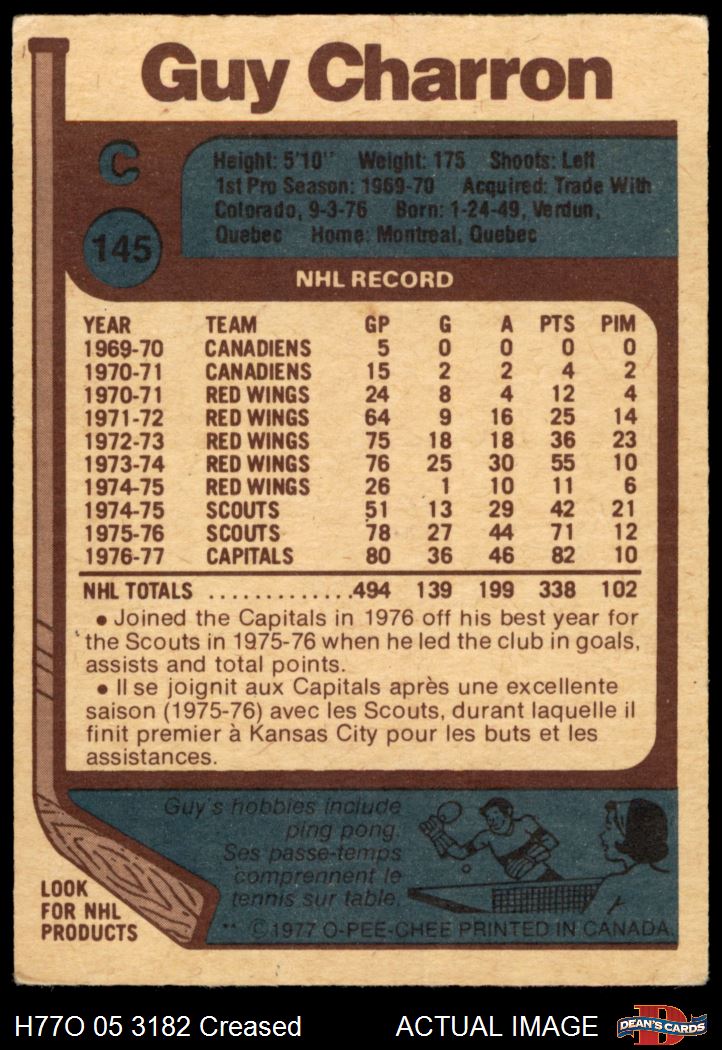 Guy Charron
C
145
Height: 5'10" Weight: 175 Shoots: Left
1st Pro Season: 1969-70 Acquired: Trade With
Colorado, 9-3-76 Born: 1-24-49, Verdun,
Quebec Home: Montreal, Quebec
NHL RECORD
YEAR TEAM GP G A PTS PIM
1969-70 CANADIENS 5 0 0 0 0
1970-71 CANADIENS 15 2 2 4 2
1970-71 RED WINGS 24 8 4 12 4
1971-72 RED WINGS 64 9 16 25 14
1972-73 RED WINGS 75 18 18 36 23
1973-74 RED WINGS 76 25 30 55 10
1974-75 RED WINGS 26 1 10 11 6
1974-75 SCOUTS 51 13 29 42 21
1975-76 SCOUTS 78 27 44 71 12
1976-77 CAPITALS 80 36 46 82 10
NHL TOTALS .............494 139 199 338 102
• Joined the Capitals in 1976 off his best year for
the Scouts in 1975-76 when he led the club in goals,
assists and total points.
• Il se joignit aux Capitals après une excellente
saison (1975-76) avec les Scouts, durant laquelle il
finit premier à Kansas City pour les buts et les
assistances.
Guy's hobbies include
ping pong.
Ses passe-temps
comprennent le
tennis sur table.
LOOK
FOR NHL
PRODUCTS
** ©1977 O-PEE-CHEE PRINTED IN CANADA
H77O 05 3182 Creased ACTUAL IMAGE
DEAN'S CARDS